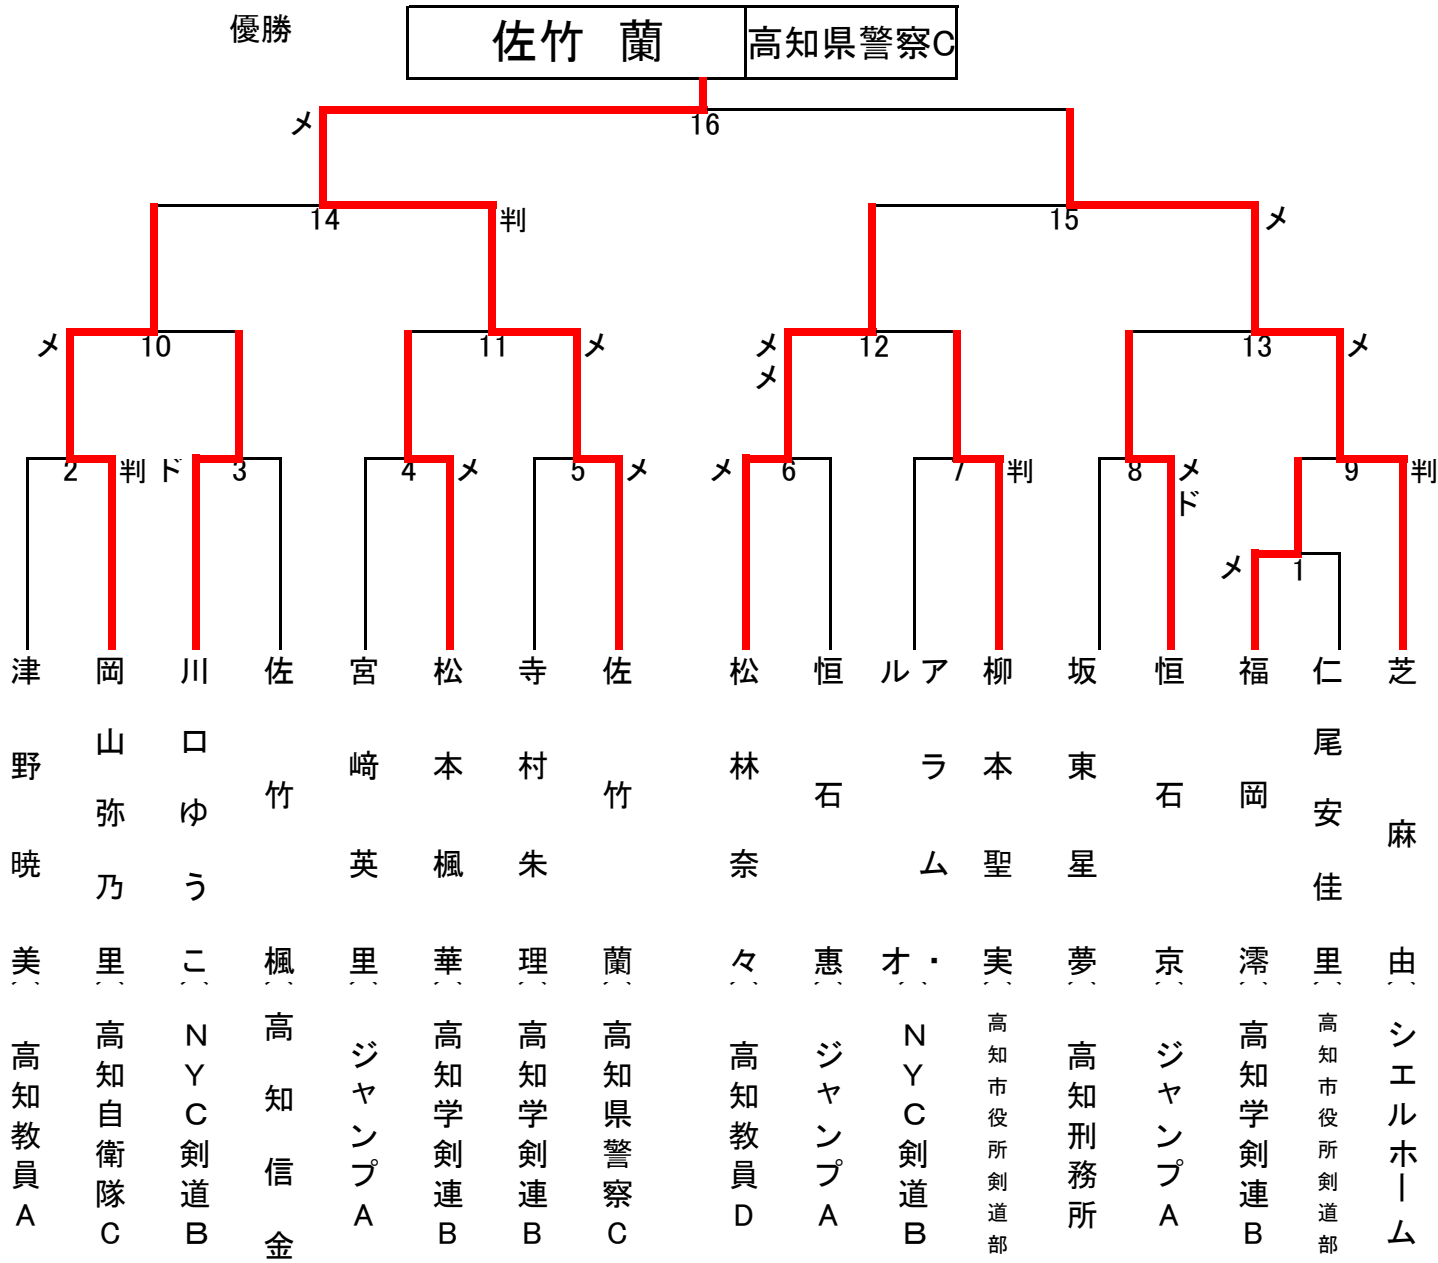 優勝
佐竹 蘭 高知県警察C
メ 16
14 判 15 メ
メ 10 11 メ メ 12 13 メ
メ
2 判 ド 3 4 メ 5 メ メ 6 7 判 8 メ 9 判
ド
メ 1
津野暁美
高知教員A
岡山弥乃里
高知自衛隊C
川口ゆうこ
NYC剣道B
佐竹楓
高知信金
宮﨑英里
ジャンプA
松本楓華
高知学剣連B
寺村朱理
高知学剣連B
佐竹蘭
高知県警察C
松林奈々
高知教員D
恒石惠
ジャンプA
アラム・
ルオ
NYC剣道B
柳本聖実
高知市役所剣道部
坂東星夢
高知刑務所
恒石京
ジャンプA
福岡澪
高知学剣連B
仁尾安佳里
高知市役所剣道部
芝麻由
シエルホーム